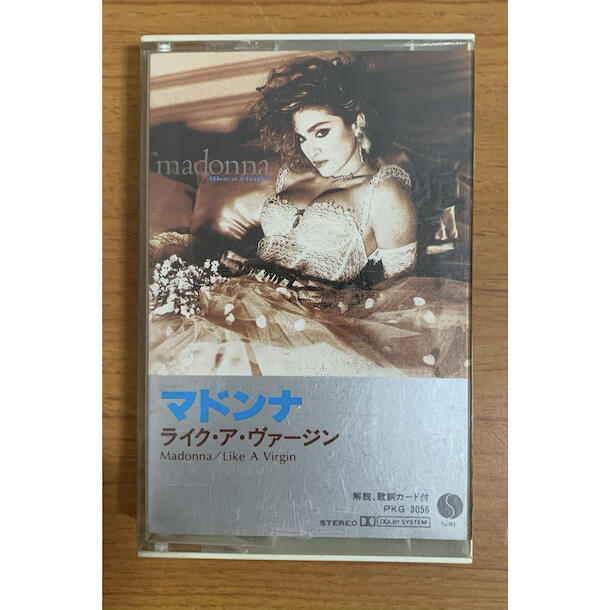 madonna
like a virgin
マドンナ
ライク・ア・ヴァージン
Madonna/Like A Virgin
解説、歌詞カード付
PKG-3056
STEREO DOLBY SYSTEM
SIRE